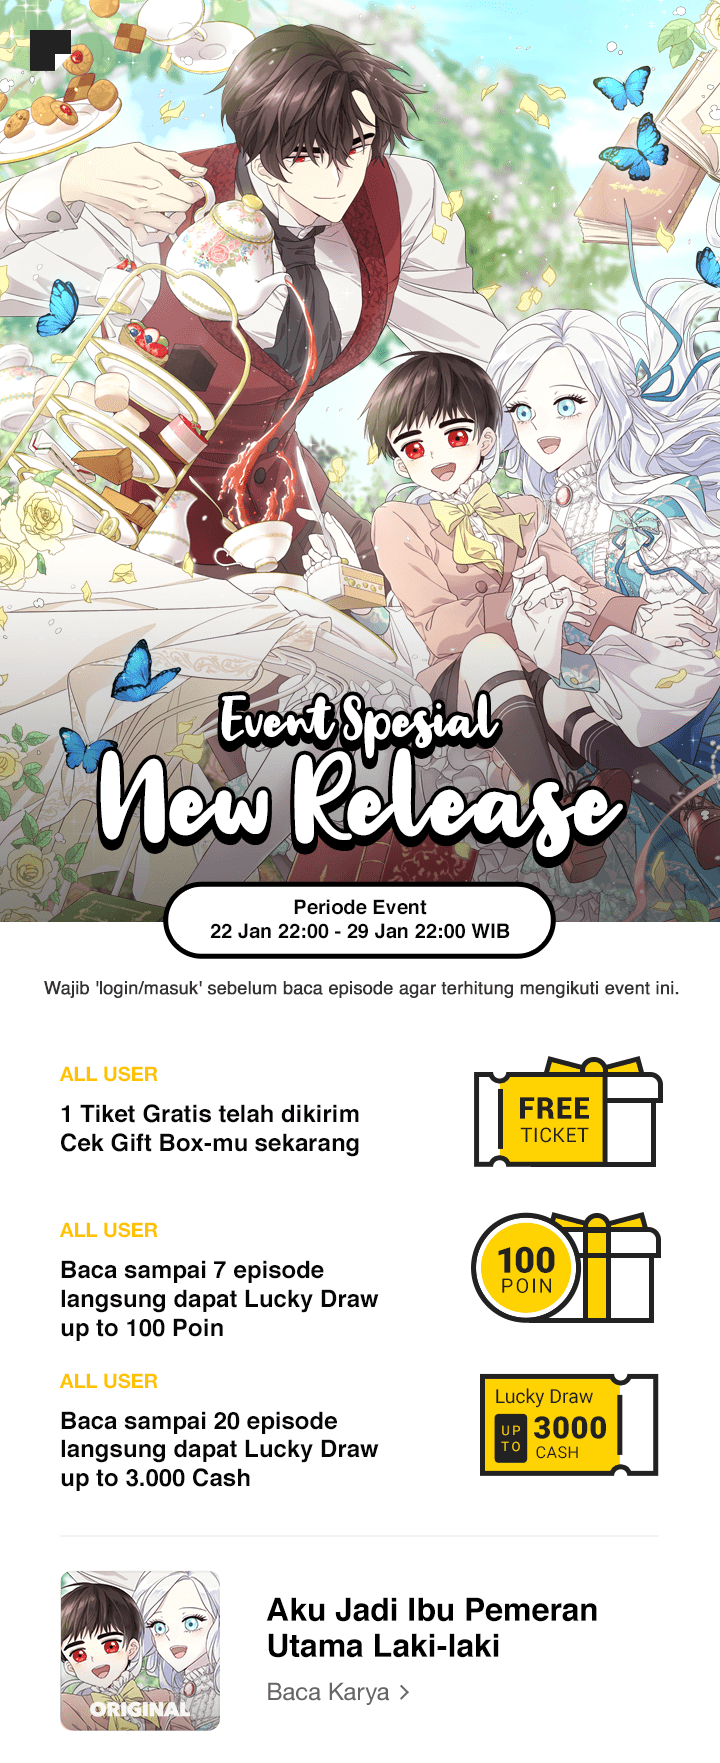 Event Spesial
New Release
Periode Event
22 Jan 22:00 - 29 Jan 22:00 WIB
Wajib 'login/masuk' sebelum baca episode agar terhitung mengikuti event ini.
ALL USER
1 Tiket Gratis telah dikirim
Cek Gift Box-mu sekarang
FREE
TICKET
ALL USER
Baca sampai 7 episode
langsung dapat Lucky Draw
up to 100 Poin
100
POIN
ALL USER
Baca sampai 20 episode
langsung dapat Lucky Draw
up to 3.000 Cash
Lucky Draw
UP
TO
3000
CASH
ORIGINAL
Aku Jadi Ibu Pemeran
Utama Laki-laki
Baca Karya >